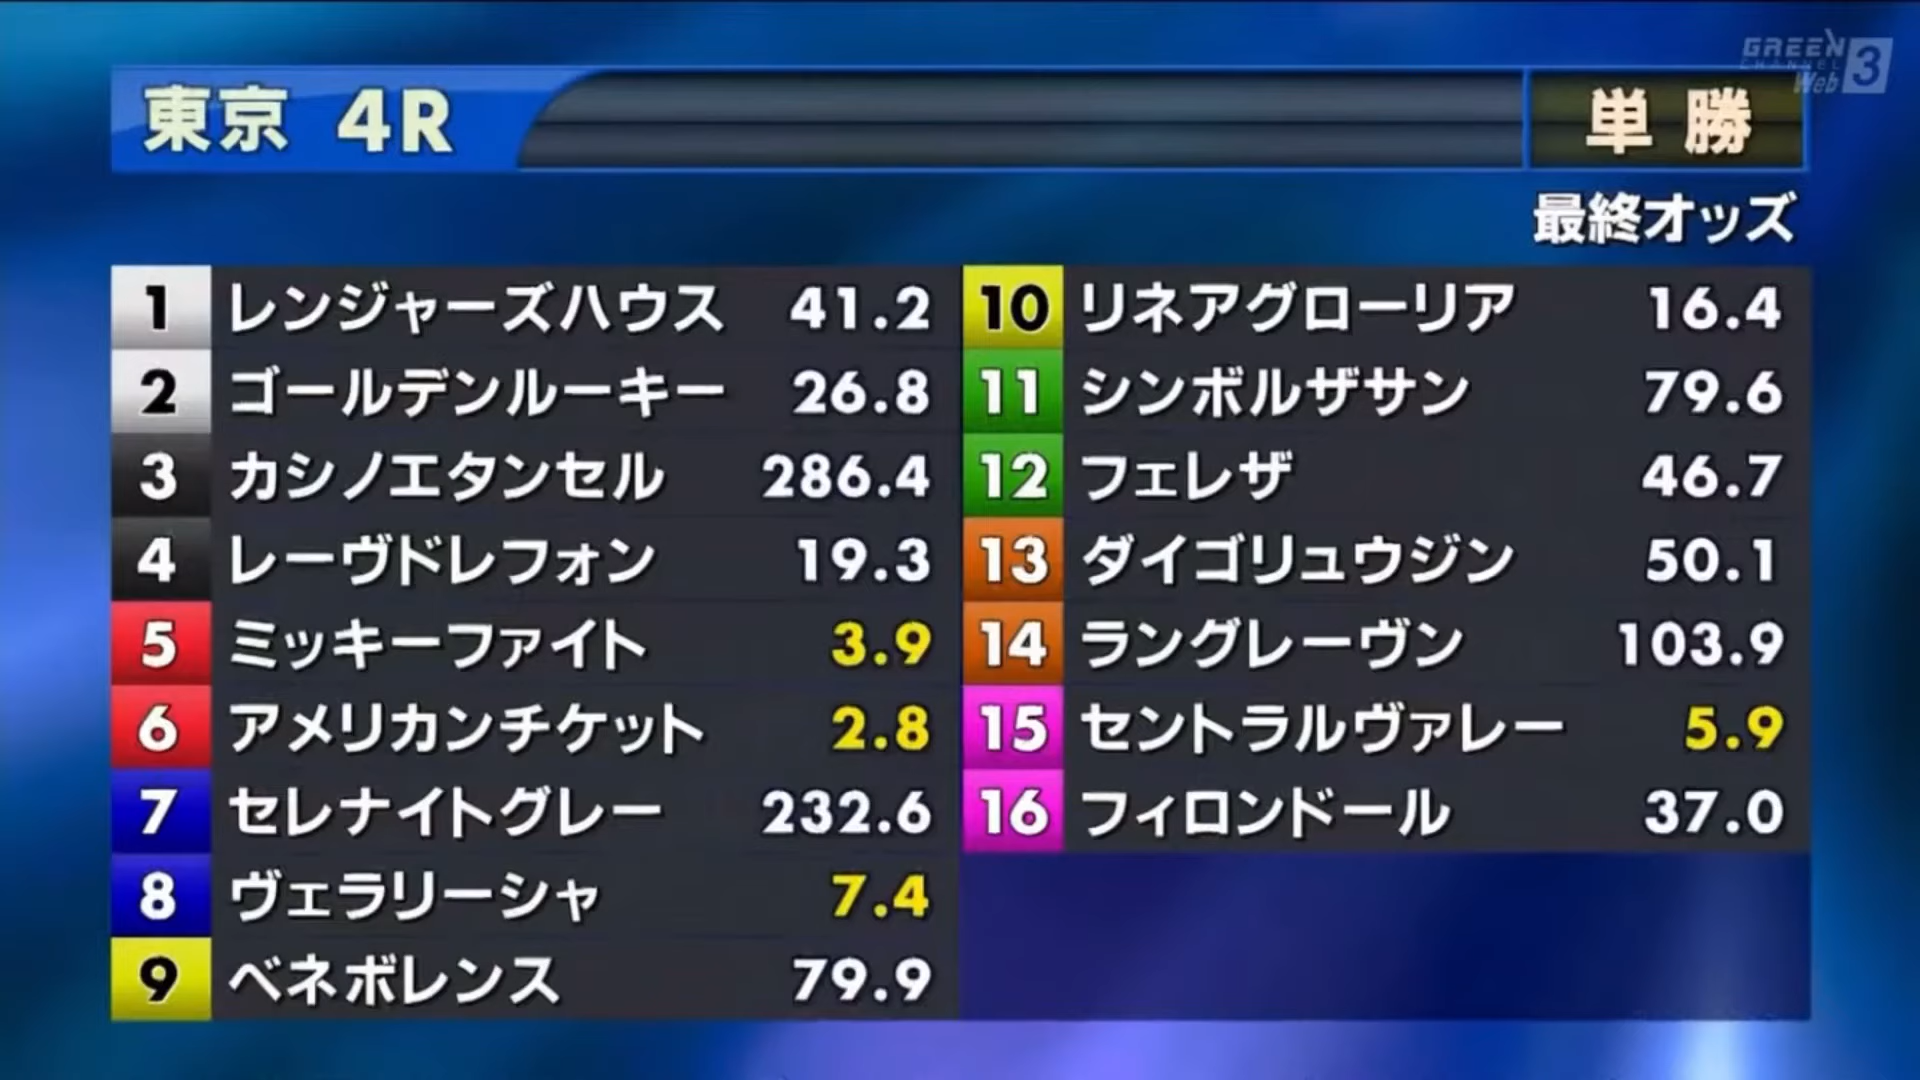 GREEN
CHANNEL
Web 3
東京 4R
単勝
最終オッズ
1 レンジャーズハウス 41.2
2 ゴールデンルーキー 26.8
3 カシノエタンセル 286.4
4 レーヴドレフォン 19.3
5 ミッキーファイト 3.9
6 アメリカンチケット 2.8
7 セレナイトグレー 232.6
8 ヴェラリーシャ 7.4
9 ベネボレンス 79.9
10 リネアグローリア 16.4
11 シンボルザサン 79.6
12 フェレザ 46.7
13 ダイゴリュウジン 50.1
14 ラングレーヴン 103.9
15 セントラルヴァレー 5.9
16 フィロンドール 37.0